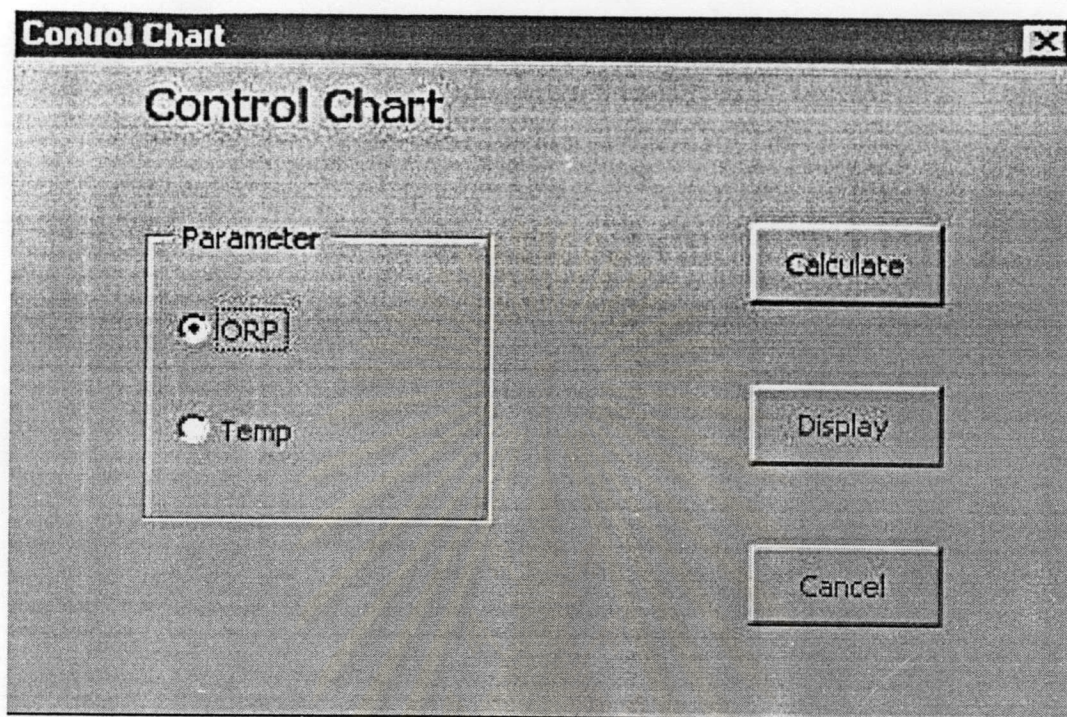 Control Chart
Control Chart
Parameter
ORP
Temp
Calculate
Display
Cancel